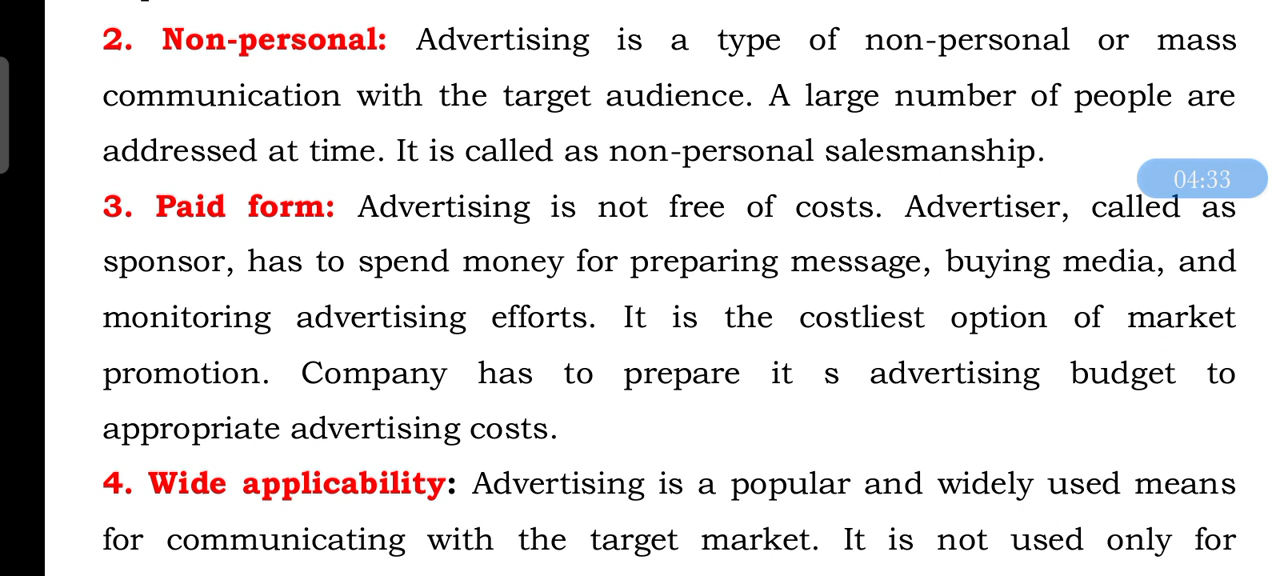 2. Non-personal: Advertising is a type of non-personal or mass
communication with the target audience. A large number of people are
addressed at time. It is called as non-personal salesmanship.
04:33
3. Paid form: Advertising is not free of costs. Advertiser, called as
sponsor, has to spend money for preparing message, buying media, and
monitoring advertising efforts. It is the costliest option of market
promotion. Company has to prepare it s advertising budget to
appropriate advertising costs.
4. Wide applicability: Advertising is a popular and widely used means
for communicating with the target market. It is not used only for